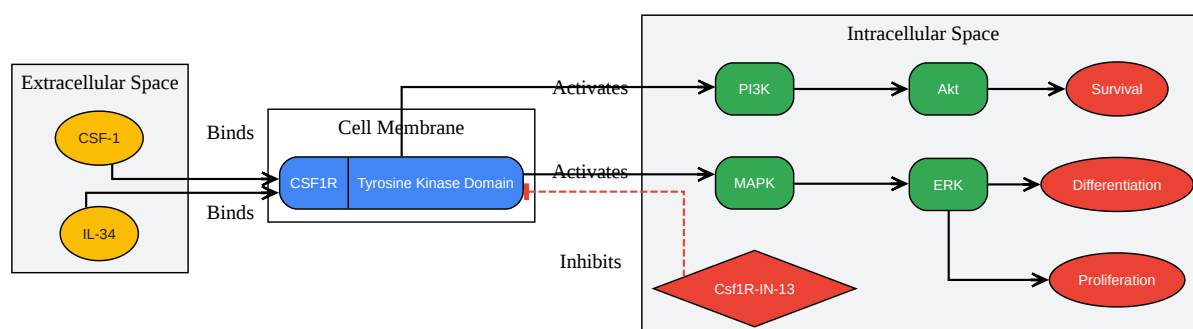 Extracellular Space
CSF-1
IL-34
Binds
Binds
Cell Membrane
CSF1R
Tyrosine Kinase Domain
Activates
Activates
Inhibits
Intracellular Space
PI3K
Akt
Survival
MAPK
ERK
Differentiation
Csf1R-IN-13
Proliferation